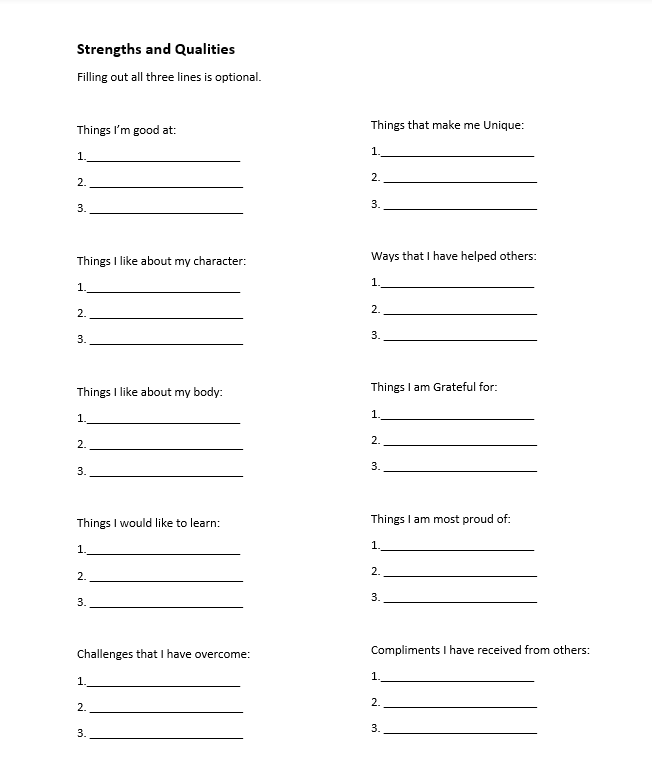 Strengths and Qualities
Filling out all three lines is optional.
Things I’m good at:
1.
2.
3.
Things I like about my character:
1.
2.
3.
Things I like about my body:
1.
2.
3.
Things I would like to learn:
1.
2.
3.
Challenges that I have overcome:
1.
2.
3.
Things that make me Unique:
1.
2.
3.
Ways that I have helped others:
1.
2.
3.
Things I am Grateful for:
1.
2.
3.
Things I am most proud of:
1.
2.
3.
Compliments I have received from others:
1.
2.
3.